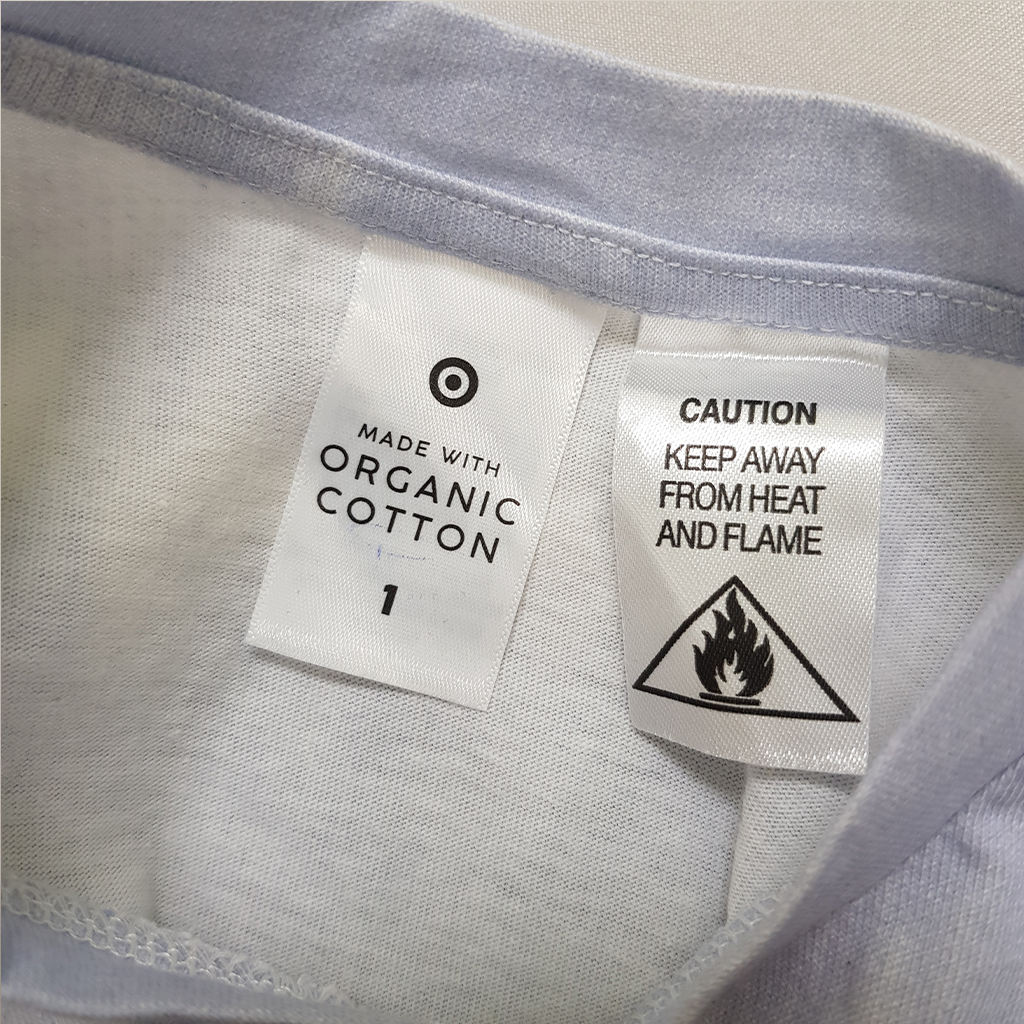 MADE WITH
ORGANIC
COTTON
1
CAUTION
KEEP AWAY
FROM HEAT
AND FLAME